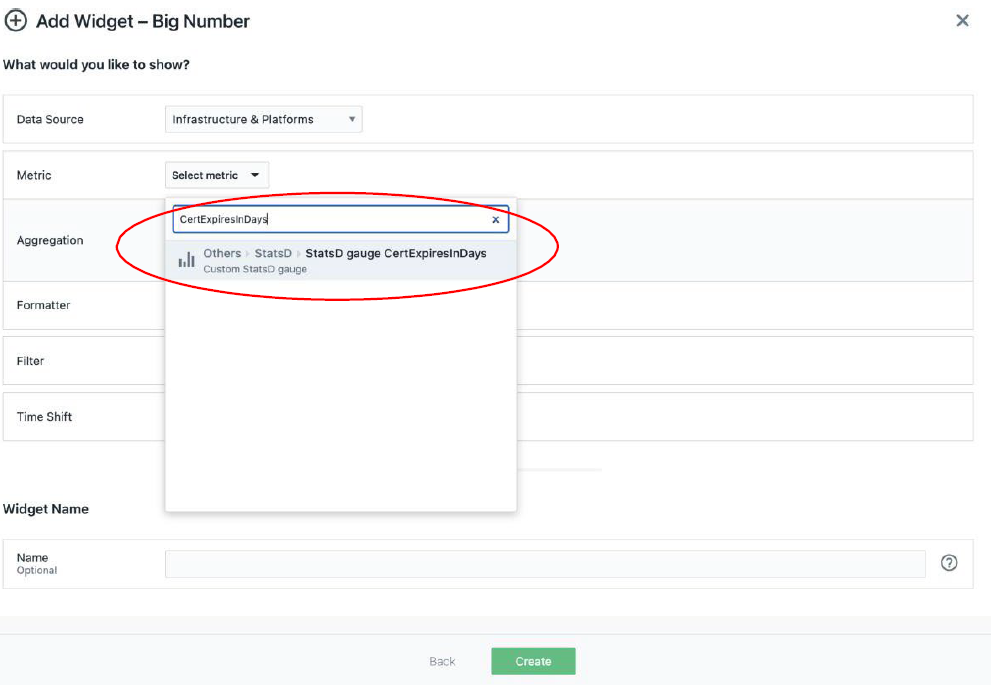 Add Widget – Big Number
What would you like to show?
Data Source
Infrastructure & Platforms
Metric
Select metric
CertExpiresInDays
Others › StatsD › StatsD gauge CertExpiresInDays
Custom StatsD gauge
Aggregation
Formatter
Filter
Time Shift
Widget Name
Name
Optional
Back
Create